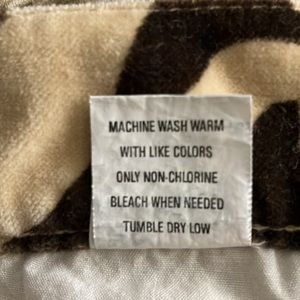 MACHINE WASH WARM
WITH LIKE COLORS
ONLY NON-CHLORINE
BLEACH WHEN NEEDED
TUMBLE DRY LOW